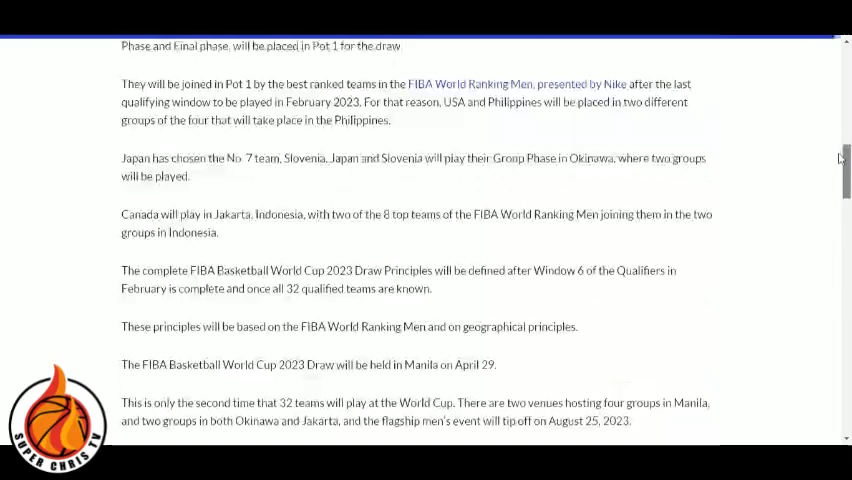 Phase and Final phase, will be placed in Pot 1 for the draw
They will be joined in Pot 1 by the best ranked teams in the FIBA World Ranking Men, presented by Nike after the last
qualifying window to be played in February 2023. For that reason, USA and Philippines will be placed in two different
groups of the four that will take place in the Philippines.
Japan has chosen the No. 7 team, Slovenia. Japan and Slovenia will play their Group Phase in Okinawa, where two groups
will be played.
Canada will play in Jakarta, Indonesia, with two of the 8 top teams of the FIBA World Ranking Men joining them in the two
groups in Indonesia.
The complete FIBA Basketball World Cup 2023 Draw Principles will be defined after Window 6 of the Qualifiers in
February is complete and once all 32 qualified teams are known.
These principles will be based on the FIBA World Ranking Men and on geographical principles.
The FIBA Basketball World Cup 2023 Draw will be held in Manila on April 29.
This is only the second time that 32 teams will play at the World Cup. There are two venues hosting four groups in Manila,
and two groups in both Okinawa and Jakarta, and the flagship men's event will tip off on August 25, 2023.
SUPER CHRIS TV